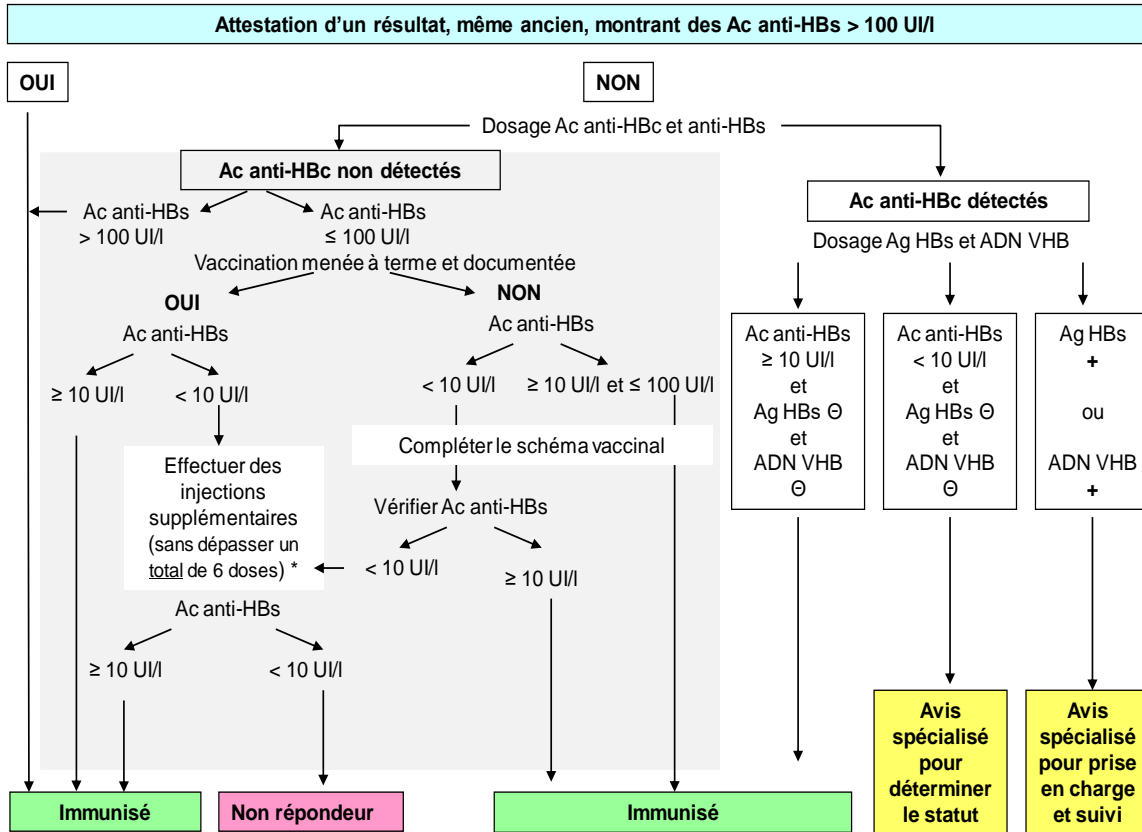 Attestation d'un résultat, même ancien, montrant des Ac anti-HBs > 100 UI/l
OUI
NON
Dosage Ac anti-HBc et anti-HBs
Ac anti-HBc non détectés
Ac anti-HBs
> 100 UI/l
Ac anti-HBs
≤ 100 UI/l
Vaccination menée à terme et documentée
OUI
Ac anti-HBs
≥ 10 UI/l
< 10 UI/l
Effectuer des
injections
supplémentaires
(sans dépasser un
total de 6 doses) *
Ac anti-HBs
≥ 10 UI/l
< 10 UI/l
NON
Ac anti-HBs
< 10 UI/l
≥ 10 UI/l et ≤ 100 UI/l
Compléter le schéma vaccinal
Vérifier Ac anti-HBs
< 10 UI/l
≥ 10 UI/l
Ac anti-HBc détectés
Dosage Ag HBs et ADN VHB
Ac anti-HBs
≥ 10 UI/l
et
Ag HBs Θ
et
ADN VHB
Θ
Ac anti-HBs
< 10 UI/l
et
Ag HBs Θ
et
ADN VHB
Θ
Ag HBs
+
ou
ADN VHB
+
Immunisé
Non répondeur
Immunisé
Avis
spécialisé
pour
déterminer
le statut
Avis
spécialisé
pour prise
en charge
et suivi